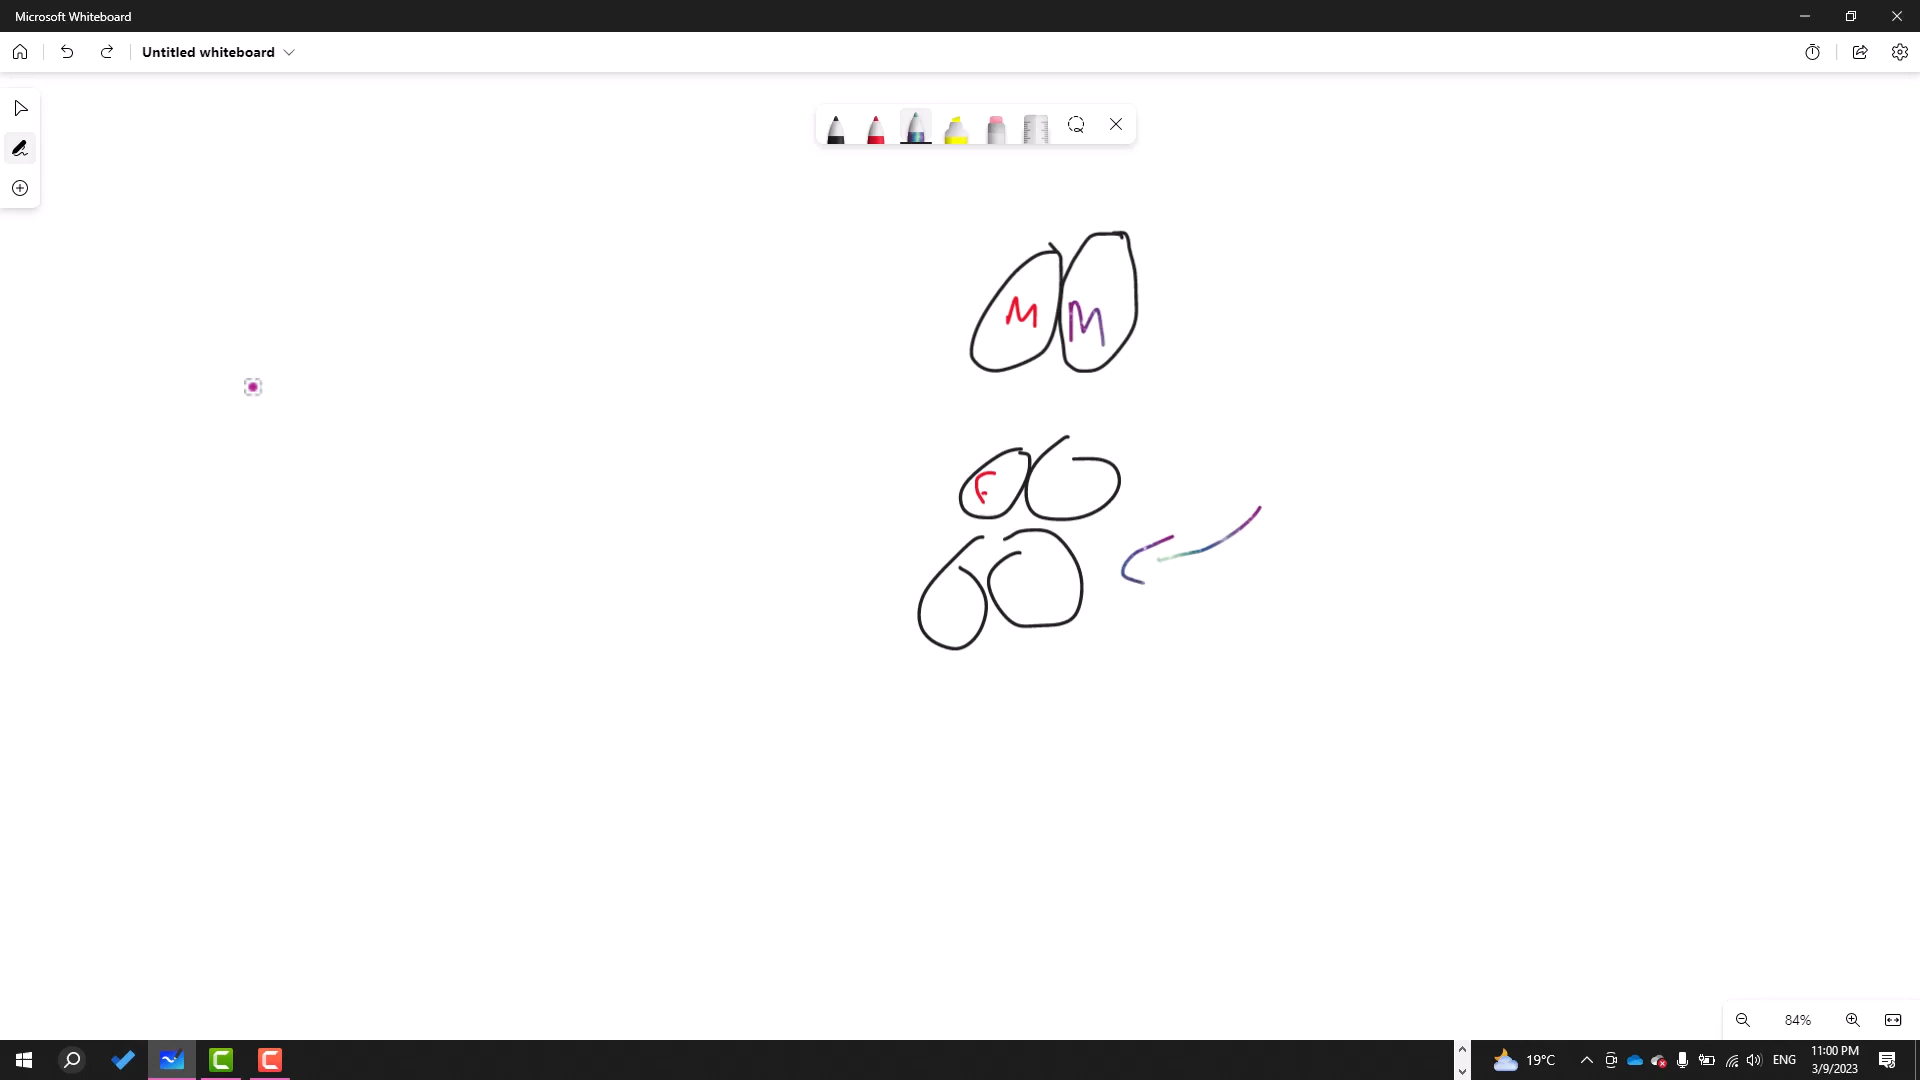 Microsoft Whiteboard
Untitled whiteboard
M M
F
84%
19°C
ENG
11:00 PM
3/9/2023